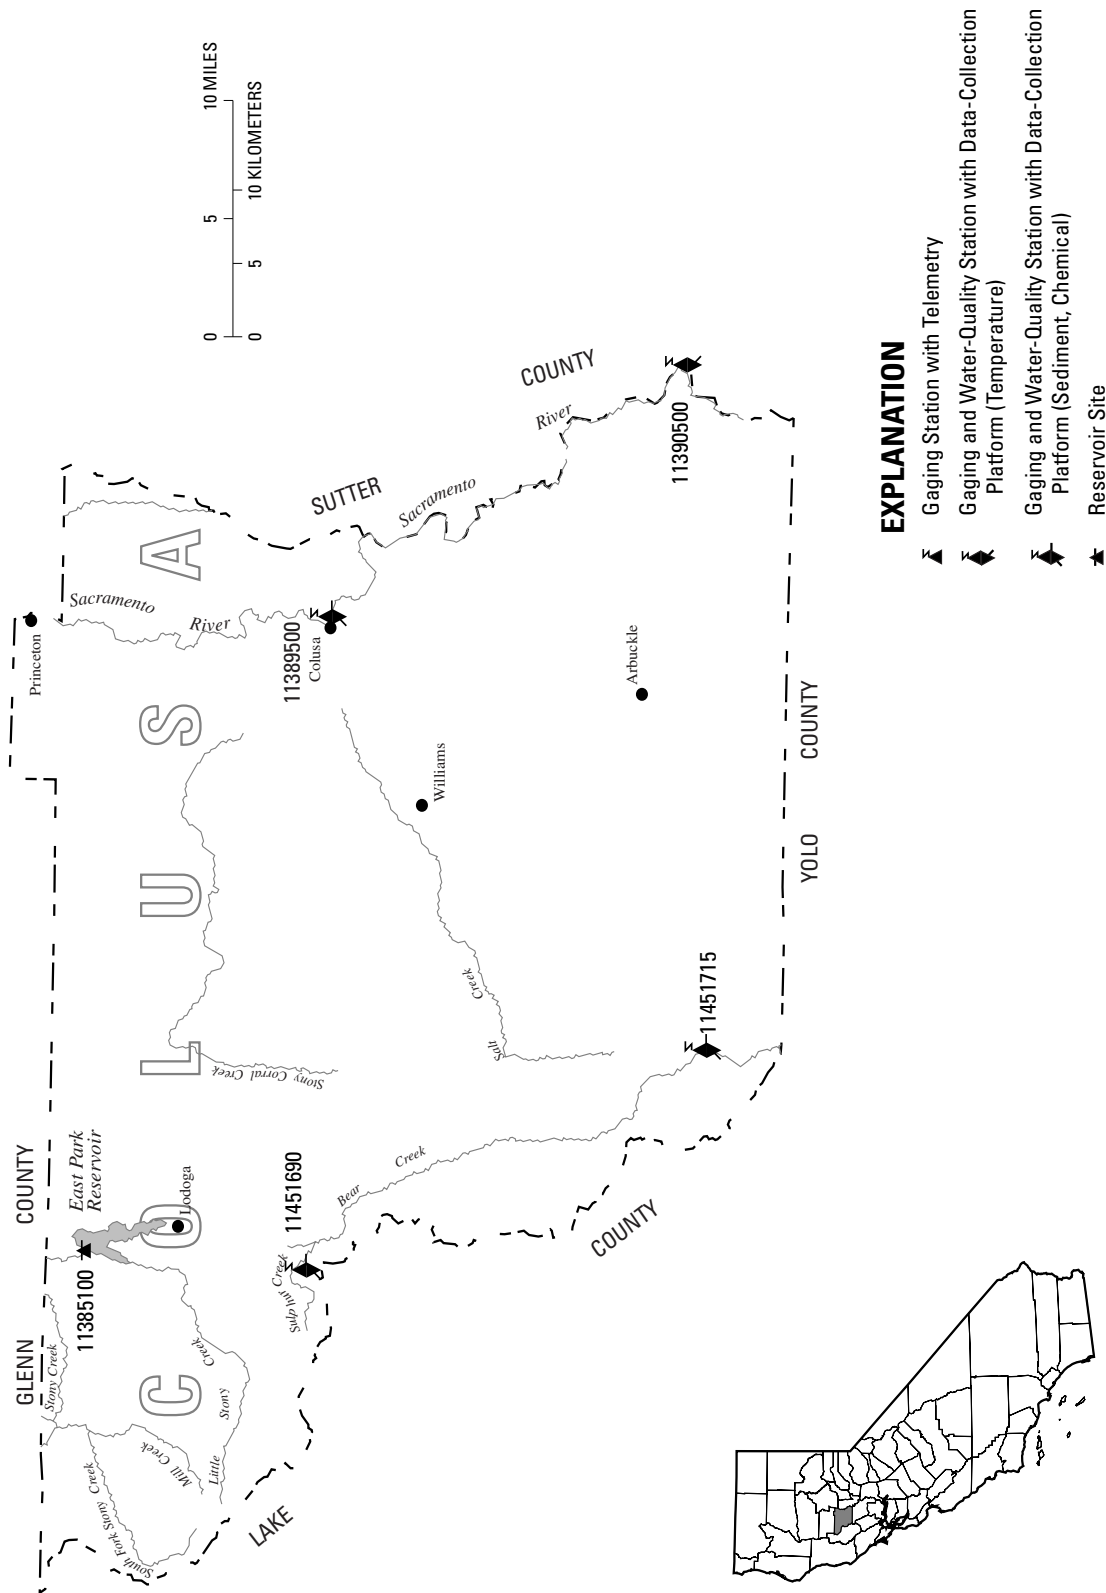 GLENN COUNTY
Stony Creek
11385100
East Park
Reservoir
Princeton
South Fork Stony Creek
Mill Creek
Little Stony Creek
Lodoga
C O L U S A
Sacramento
River
Stony Corral Creek
LAKE
COUNTY
Sulphur Creek
11451690
Bear
Creek
11389500
Colusa
SUTTER
COUNTY
Sacramento
River
Salt
Creek
Williams
Arbuckle
11451715
11390500
YOLO COUNTY
0 5 10 MILES
0 5 10 KILOMETERS
EXPLANATION
Gaging Station with Telemetry
Gaging and Water-Quality Station with Data-Collection
Platform (Temperature)
Gaging and Water-Quality Station with Data-Collection
Platform (Sediment, Chemical)
Reservoir Site